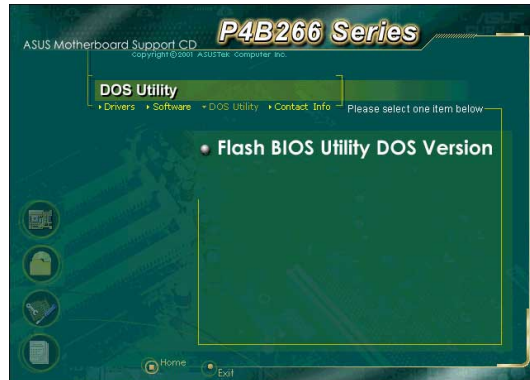 P4B266 Series
ASUS Motherboard Support CD
copyright©2001 ASUSTek Computer Inc.
DOS Utility
Drivers Software DOS Utility Contact Info
Please select one item below
Flash BIOS Utility DOS Version
Home
Exit